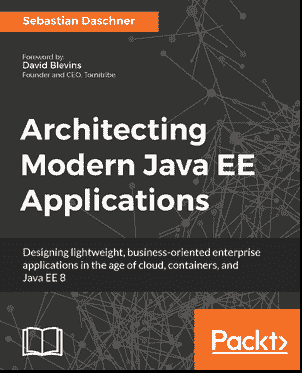 Sebastian Daschner
Foreword by:
David Blevins
Founder and CEO, Tomitribe
Architecting
Modern Java EE
Applications
Designing lightweight, business-oriented enterprise
applications in the age of cloud, containers, and
Java EE 8
Packt>